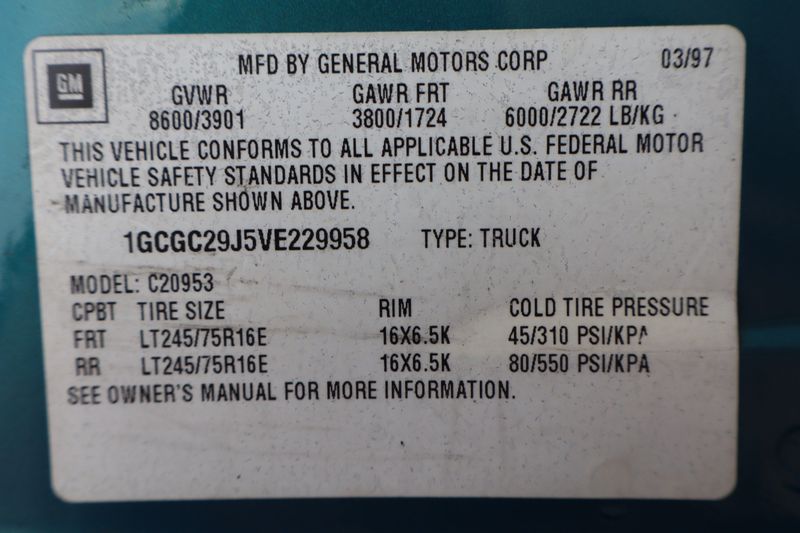 GM
MFD BY GENERAL MOTORS CORP 03/97
GVWR GAWR FRT GAWR RR
8600/3901 3800/1724 6000/2722 LB/KG
THIS VEHICLE CONFORMS TO ALL APPLICABLE U.S. FEDERAL MOTOR
VEHICLE SAFETY STANDARDS IN EFFECT ON THE DATE OF
MANUFACTURE SHOWN ABOVE.
1GCGC29J5VE229958 TYPE: TRUCK
MODEL: C20953
CPBT TIRE SIZE RIM COLD TIRE PRESSURE
FRT LT245/75R16E 16X6.5K 45/310 PSI/KPA
RR LT245/75R16E 16X6.5K 80/550 PSI/KPA
SEE OWNER'S MANUAL FOR MORE INFORMATION.